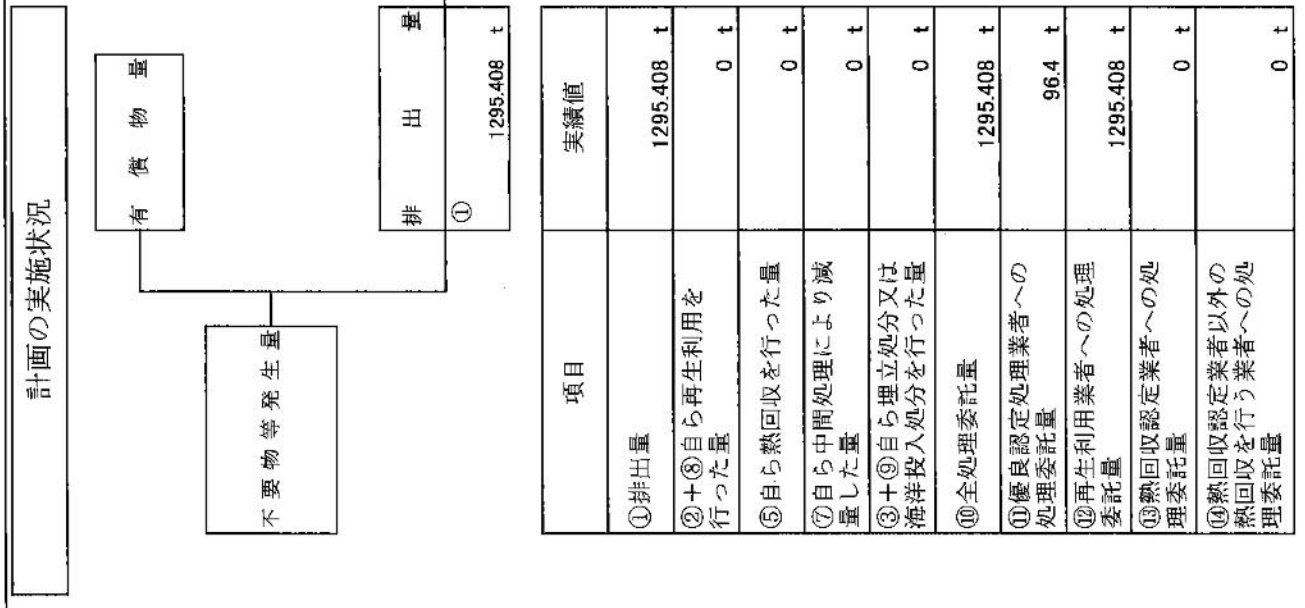 計画の実施状況
有償物量
不要物等発生量
排出量
①
1295.408 t
項目 実績値
①排出量 1295.408 t
②+⑧自ら再生利用を
行った量 0 t
⑤自ら熱回収を行った量 0 t
⑦自ら中間処理により減
量した量 0 t
③+⑨自ら埋立処分又は
海洋投入処分を行った量 0 t
⑩全処理委託量 1295.408 t
⑪優良認定処理業者への
処理委託量 96.4 t
⑫再生利用業者への処理
委託量 1295.408 t
⑬熱回収認定業者への処
理委託量 0 t
⑭熱回収認定業者以外の
熱回収を行う業者への処
理委託量 0 t